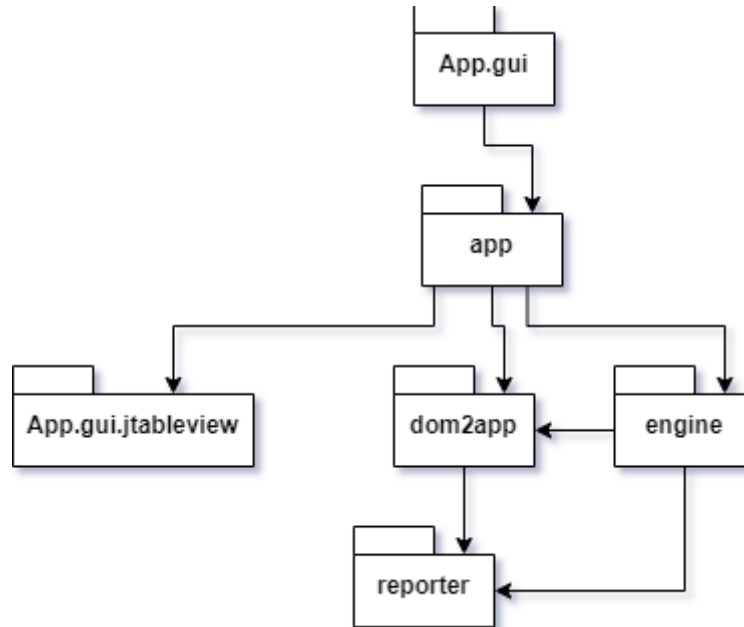 App.gui
app
App.gui.jtableview
dom2app
engine
reporter